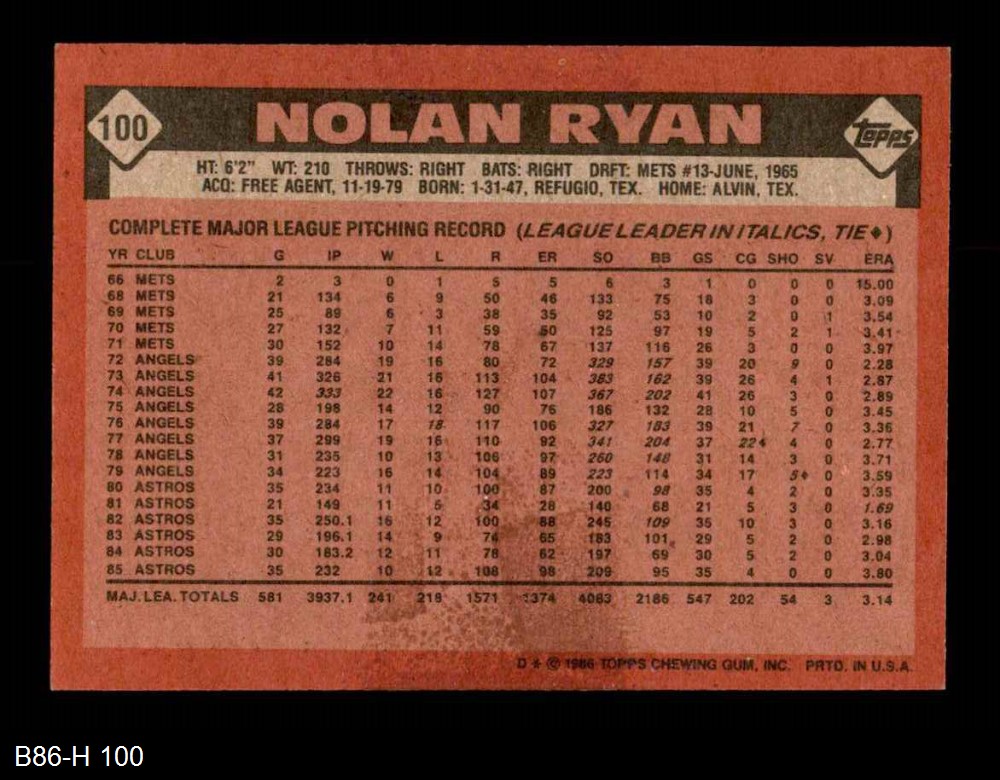 100 NOLAN RYAN Topps
HT: 6'2" WT: 210 THROWS: RIGHT BATS: RIGHT DRFT: METS #13-JUNE, 1965
ACQ: FREE AGENT, 11-19-79 BORN: 1-31-47, REFUGIO, TEX. HOME: ALVIN, TEX.
COMPLETE MAJOR LEAGUE PITCHING RECORD (LEAGUE LEADER IN ITALICS, TIE♦)
YR CLUB G IP W L R ER SO BB GS CG SHO SV ERA
66 METS 2 3 0 1 5 5 6 3 1 0 0 0 15.00
68 METS 21 134 6 9 50 46 133 75 18 3 0 0 3.09
69 METS 25 89 6 3 38 35 92 53 10 2 0 1 3.54
70 METS 27 132 7 11 59 50 125 97 19 5 2 1 3.41
71 METS 30 152 10 14 78 67 137 116 26 3 0 0 3.97
72 ANGELS 39 284 19 16 80 72 329 157 39 20 9 0 2.28
73 ANGELS 41 326 21 16 113 104 383 162 39 26 4 1 2.87
74 ANGELS 42 333 22 16 127 107 367 202 41 26 3 0 2.89
75 ANGELS 28 198 14 12 90 76 186 132 28 10 5 0 3.45
76 ANGELS 39 284 17 18 117 106 327 183 39 21 7 0 3.36
77 ANGELS 37 299 19 16 110 92 341 204 37 22♦ 4 0 2.77
78 ANGELS 31 235 10 13 106 97 260 148 31 14 3 0 3.71
79 ANGELS 34 223 16 14 104 89 223 114 34 17 5♦ 0 3.59
80 ASTROS 35 234 11 10 100 87 200 98 35 4 2 0 3.35
81 ASTROS 21 149 11 5 34 28 140 68 21 5 3 0 1.69
82 ASTROS 35 250.1 16 12 100 88 245 109 35 10 3 0 3.16
83 ASTROS 29 196.1 14 9 74 65 183 101 29 5 2 0 2.98
84 ASTROS 30 183.2 12 11 78 62 197 69 30 5 2 0 3.04
85 ASTROS 35 232 10 12 108 98 209 95 35 4 0 0 3.80
MAJ. LEA. TOTALS 581 3937.1 241 218 1571 1374 4083 2186 547 202 54 3 3.14
D * © 1986 TOPPS CHEWING GUM, INC. PRTD. IN U.S.A.
B86-H 100